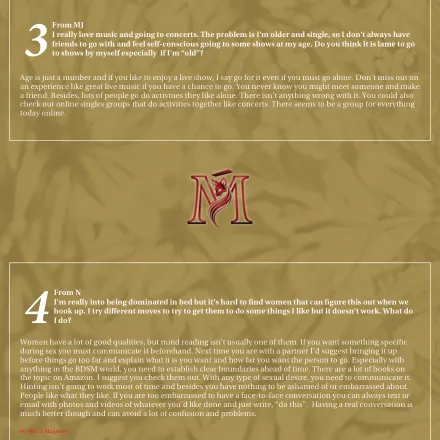 3
From MI
I really love music and going to concerts. The problem is I'm older and single, so I don't always have
friends to go with and feel self-conscious going to some shows at my age. Do you think it is lame to go
to shows by myself especially if I'm "old"?
Age is just a number and if you like to enjoy a live show, I say go for it even if you must go alone. Don't miss out on
an experience like great live music if you have a chance to go. You never know you might meet someone and make
a friend. Besides, lots of people go do activities they like alone. There isn't anything wrong with it. You could also
check out online singles groups that do activities together like concerts. There seems to be a group for everything
today online.
M
4
From N
I'm really into being dominated in bed but it's hard to find women that can figure this out when we
hook up. I try different moves to try to get them to do some things I like but it doesn't work. What do
I do?
Women have a lot of good qualities, but mind reading isn't usually one of them. If you want something specific
during sex you must communicate it beforehand. Next time you are with a partner I'd suggest bringing it up
before things go too far and explain what it is you want and how far you want the person to go. Especially with
anything in the BDSM world, you need to establish clear boundaries ahead of time. There are a lot of books on
the topic on Amazon. I suggest you check them out. With any type of sexual desire, you need to communicate it.
Hinting isn't going to work most of time and besides you have nothing to be ashamed of or embarrassed about.
People like what they like. If you are too embarrassed to have a face-to-face conversation you can always text or
email with photos and videos of whatever you'd like done and just write, "do this". Having a real conversation is
much better though and can avoid a lot of confusion and problems.